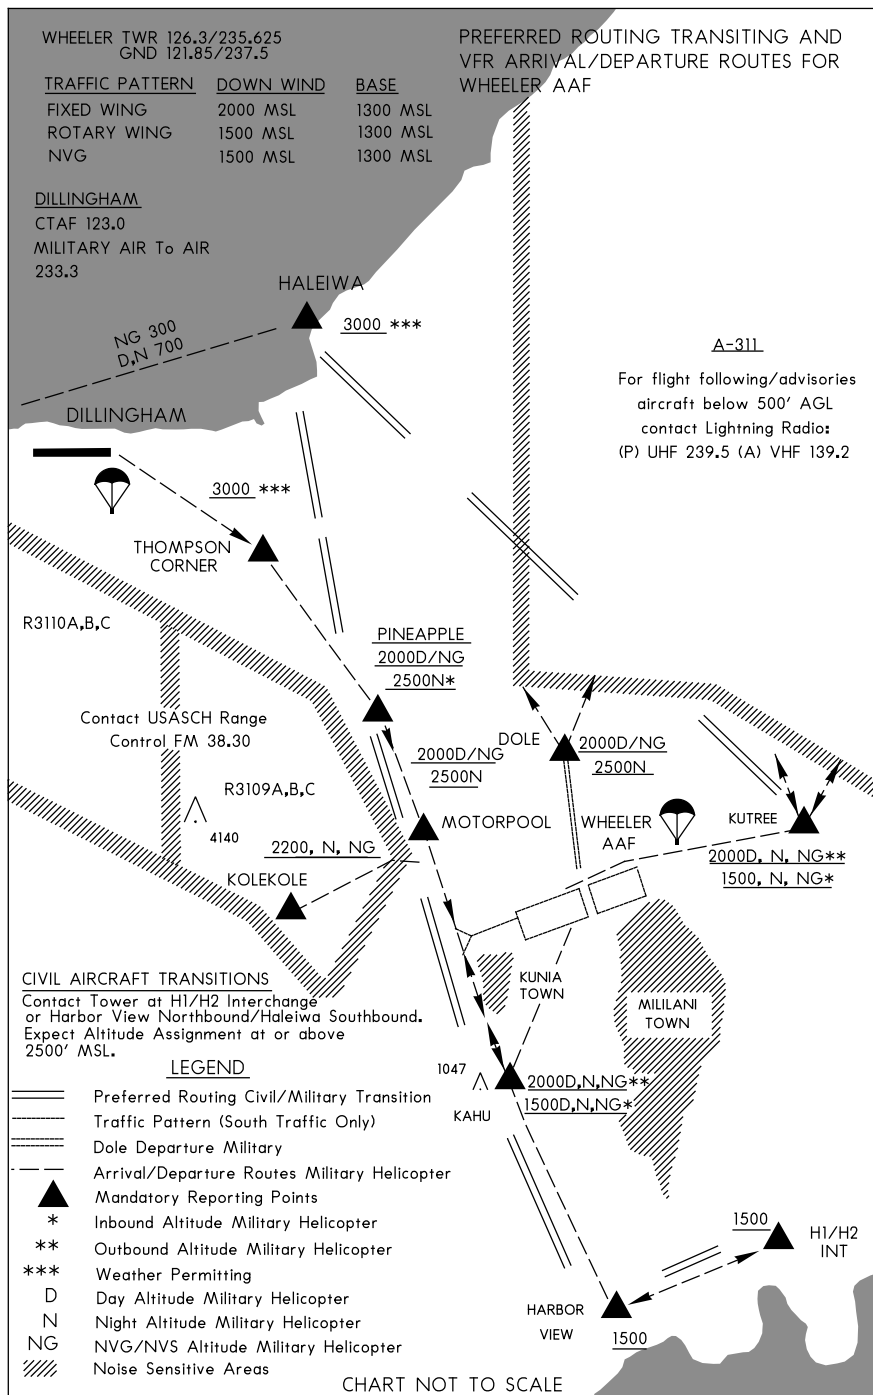 WHEELER TWR 126.3/235.625
GND 121.85/237.5
PREFERRED ROUTING TRANSITING AND
VFR ARRIVAL/DEPARTURE ROUTES FOR
WHEELER AAF
TRAFFIC PATTERN DOWN WIND BASE
FIXED WING 2000 MSL 1300 MSL
ROTARY WING 1500 MSL 1300 MSL
NVG 1500 MSL 1300 MSL
DILLINGHAM
CTAF 123.0
MILITARY AIR To AIR
233.3
HALEIWA
3000 ***
NG 300
D,N 700
A-311
For flight following/advisories
aircraft below 500' AGL
contact Lightning Radio:
(P) UHF 239.5 (A) VHF 139.2
DILLINGHAM
3000 ***
THOMPSON
CORNER
R3110A,B,C
PINEAPPLE
2000D/NG
2500N*
Contact USASCH Range
Control FM 38.30
DOLE
2000D/NG
2500N
2000D/NG
2500N
R3109A,B,C
4140
MOTORPOOL
WHEELER
AAF
KUTREE
2200, N, NG
2000D, N, NG**
1500, N, NG*
KOLEKOLE
KUNIA
TOWN
MILILANI
TOWN
CIVIL AIRCRAFT TRANSITIONS
Contact Tower at H1/H2 Interchange
or Harbor View Northbound/Haleiwa Southbound.
Expect Altitude Assignment at or above
2500' MSL.
1047
KAHU
2000D,N,NG**
1500D,N,NG*
LEGEND
Preferred Routing Civil/Military Transition
Traffic Pattern (South Traffic Only)
Dole Departure Military
Arrival/Departure Routes Military Helicopter
Mandatory Reporting Points
* Inbound Altitude Military Helicopter
** Outbound Altitude Military Helicopter
*** Weather Permitting
D Day Altitude Military Helicopter
N Night Altitude Military Helicopter
NG NVG/NVS Altitude Military Helicopter
Noise Sensitive Areas
1500
H1/H2
INT
HARBOR
VIEW
1500
CHART NOT TO SCALE